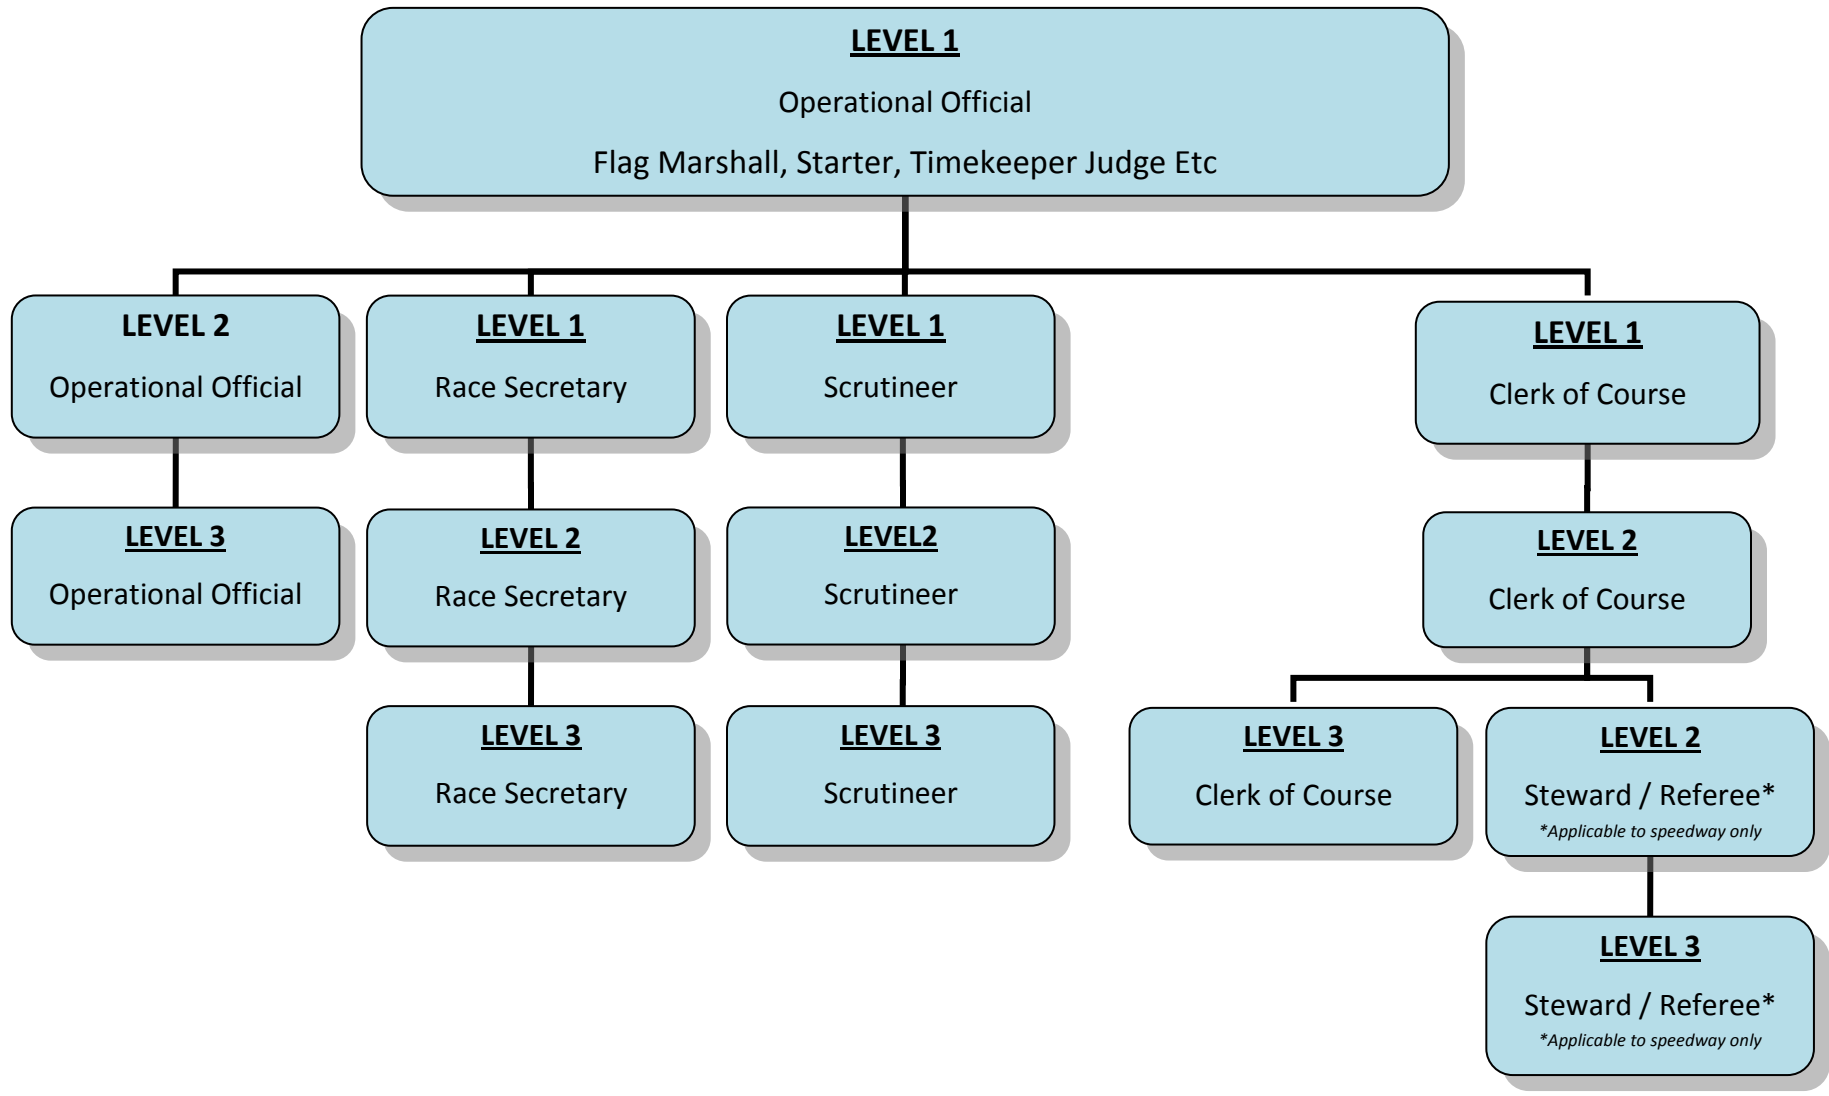 LEVEL 1
Operational Official
Flag Marshall, Starter, Timekeeper Judge Etc
LEVEL 2
Operational Official
LEVEL 1
Race Secretary
LEVEL 1
Scrutineer
LEVEL 1
Clerk of Course
LEVEL 3
Operational Official
LEVEL 2
Race Secretary
LEVEL2
Scrutineer
LEVEL 2
Clerk of Course
LEVEL 3
Race Secretary
LEVEL 3
Scrutineer
LEVEL 3
Clerk of Course
LEVEL 2
Steward / Referee*
*Applicable to speedway only
LEVEL 3
Steward / Referee*
*Applicable to speedway only